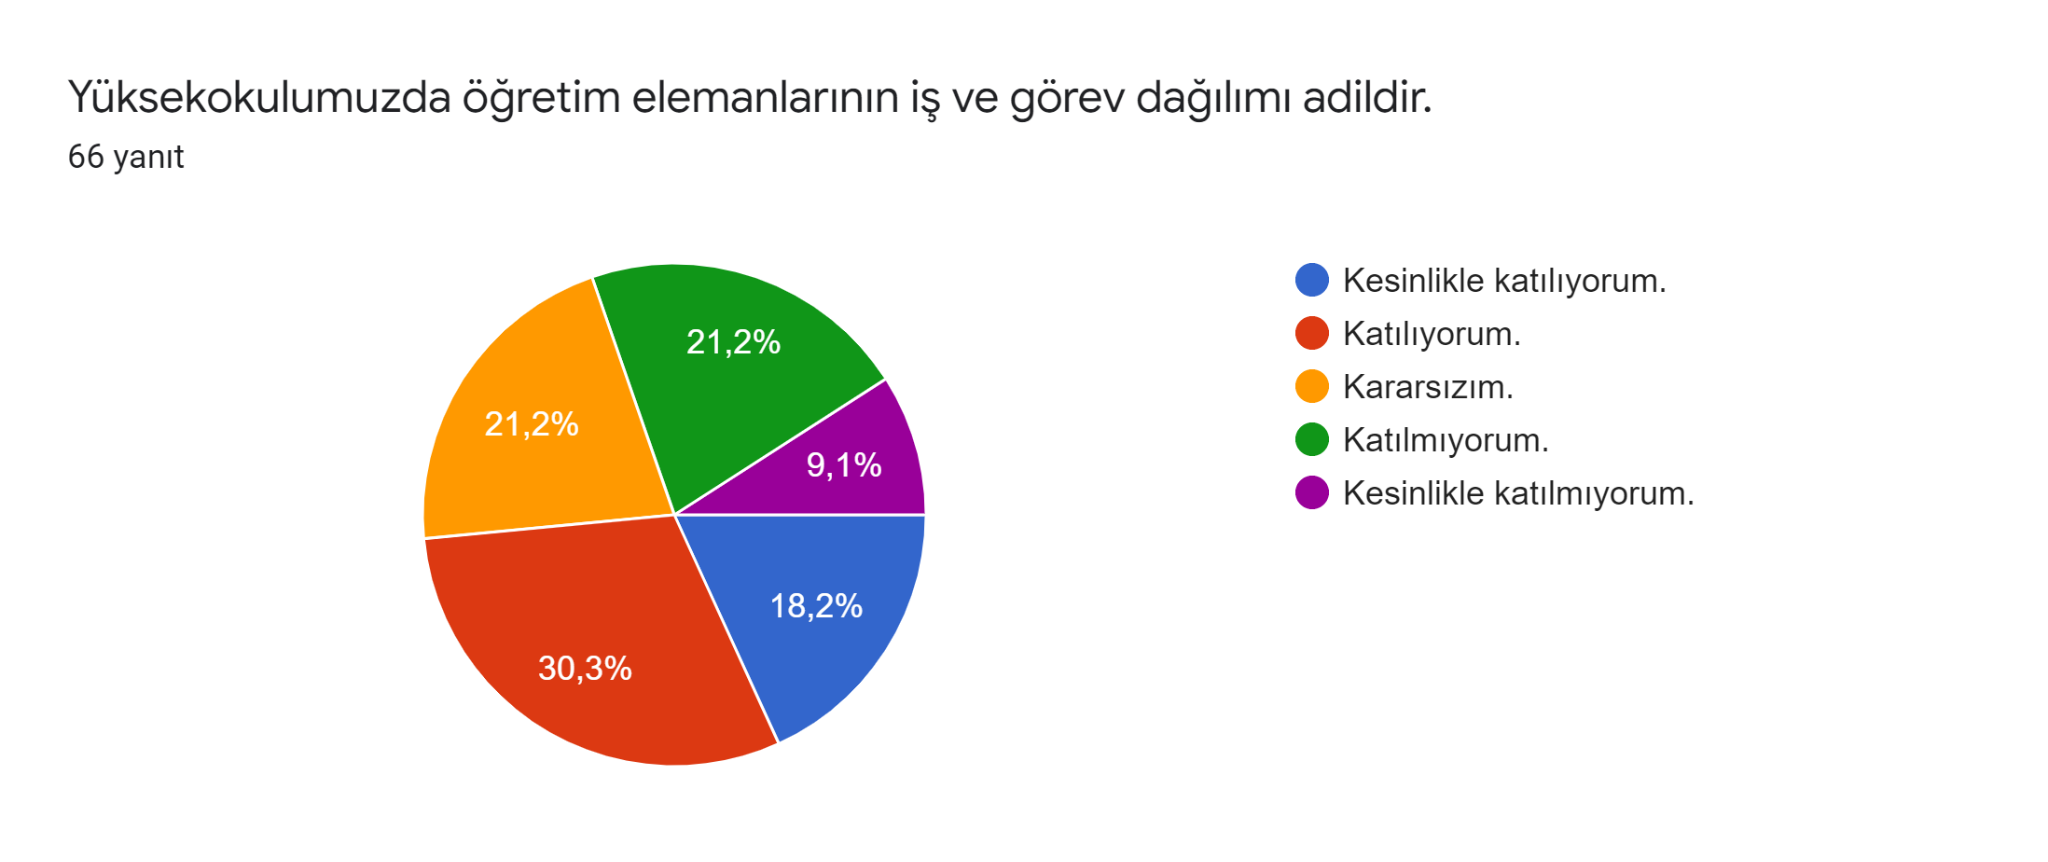 Yüksekokulumuzda öğretim elemanlarının iş ve görev dağılımı adildir.
66 yanıt
21,2%
21,2%
9,1%
18,2%
30,3%
Kesinlikle katılıyorum.
Katılıyorum.
Kararsızım.
Katılmıyorum.
Kesinlikle katılmıyorum.